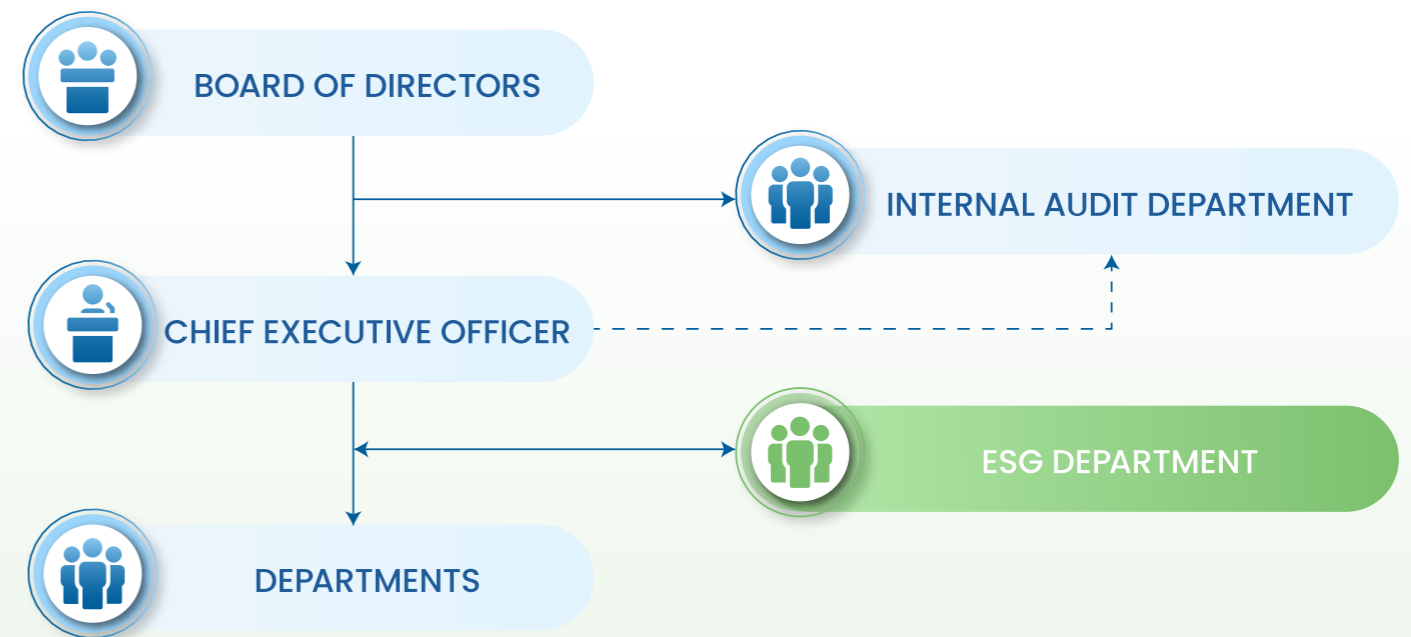 BOARD OF DIRECTORS
INTERNAL AUDIT DEPARTMENT
CHIEF EXECUTIVE OFFICER
ESG DEPARTMENT
DEPARTMENTS